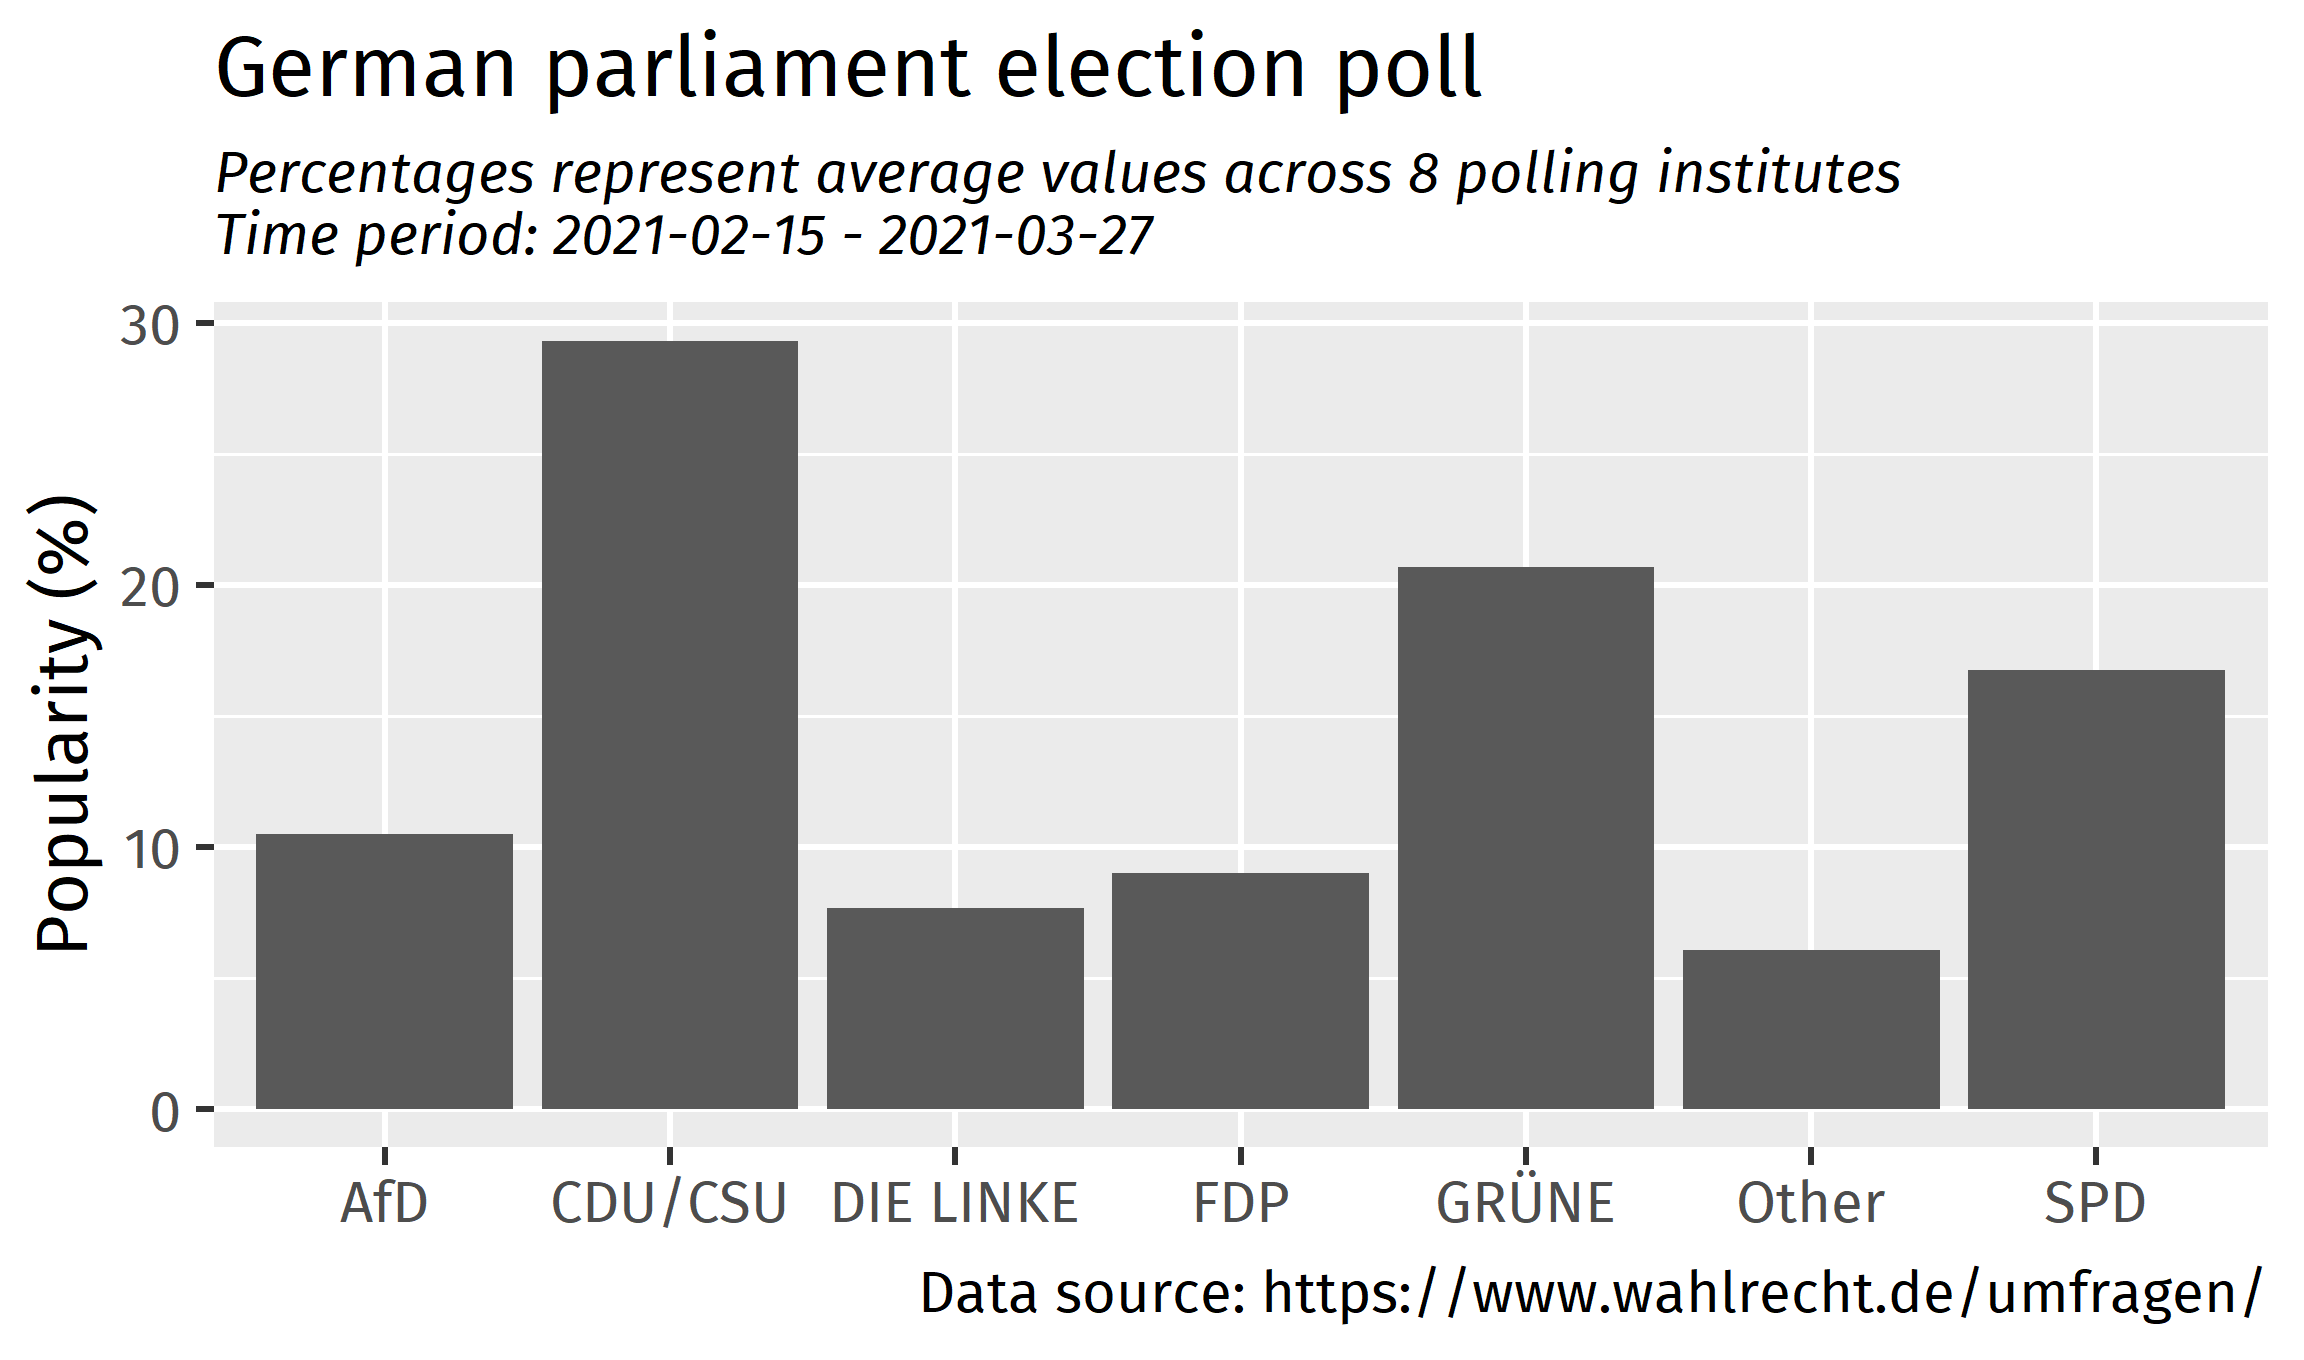 German parliament election poll
Percentages represent average values across 8 polling institutes
Time period: 2021-02-15 - 2021-03-27
Popularity (%)
30
20
10
0
AfD CDU/CSU DIE LINKE FDP GRÜNE Other SPD
Data source: https://www.wahlrecht.de/umfragen/